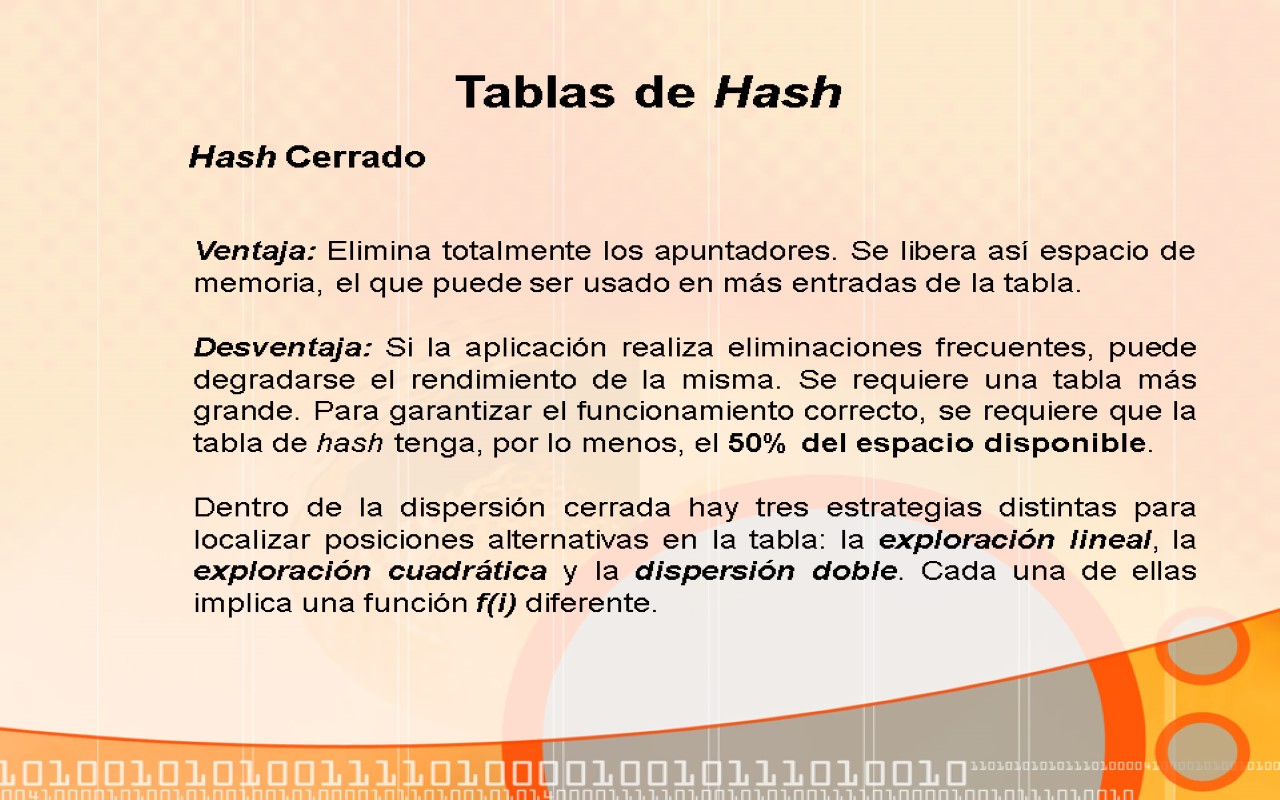 Tablas de Hash
Hash Cerrado
Ventaja: Elimina totalmente los apuntadores. Se libera así espacio de
memoria, el que puede ser usado en más entradas de la tabla.
Desventaja: Si la aplicación realiza eliminaciones frecuentes, puede
degradarse el rendimiento de la misma. Se requiere una tabla más
grande. Para garantizar el funcionamiento correcto, se requiere que la
tabla de hash tenga, por lo menos, el 50% del espacio disponible.
Dentro de la dispersión cerrada hay tres estrategias distintas para
localizar posiciones alternativas en la tabla: la exploración lineal, la
exploración cuadrática y la dispersión doble. Cada una de ellas
implica una función f(i) diferente.
10100101010011110101000010010111010010